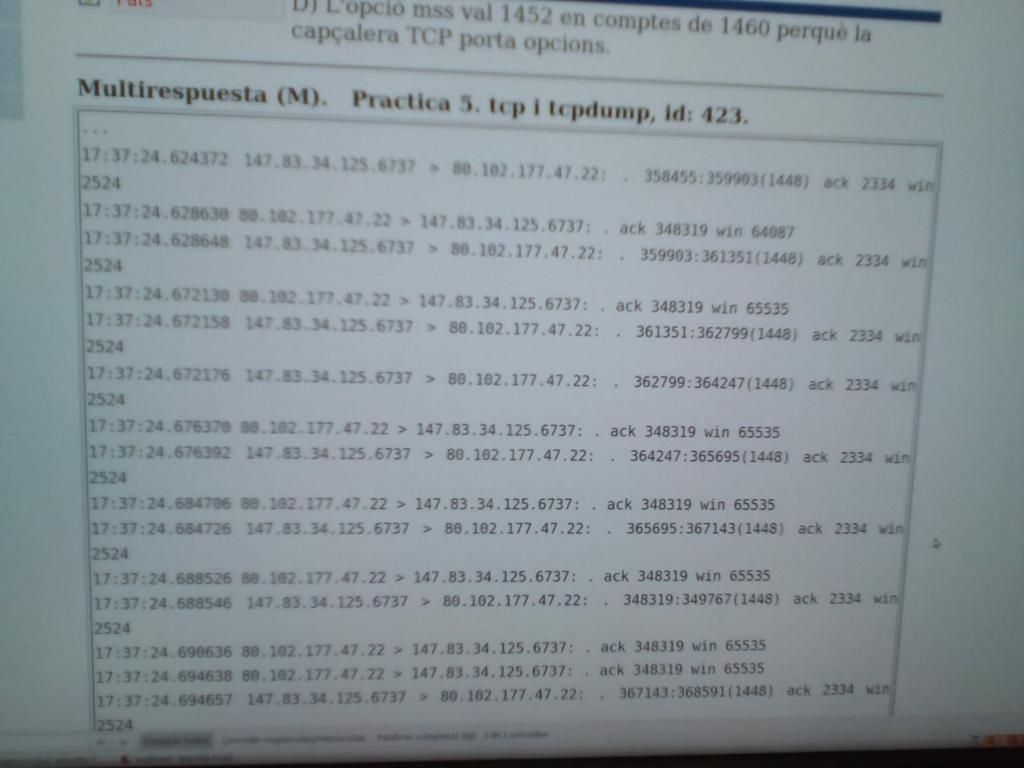 Fals
D) L'opció mss val 1452 en comptes de 1460 perquè la
capçalera TCP porta opcions.
Multirespuesta (M). Practica 5. tcp i tcpdump, id: 423.
...
17:37:24.624372 147.83.34.125.6737 > 80.102.177.47.22: . 358455:359903(1448) ack 2334 win
2524
17:37:24.628630 80.102.177.47.22 > 147.83.34.125.6737: . ack 348319 win 64087
17:37:24.628648 147.83.34.125.6737 > 80.102.177.47.22: . 359903:361351(1448) ack 2334 win
2524
17:37:24.672130 80.102.177.47.22 > 147.83.34.125.6737: . ack 348319 win 65535
17:37:24.672158 147.83.34.125.6737 > 80.102.177.47.22: . 361351:362799(1448) ack 2334 win
2524
17:37:24.672176 147.83.34.125.6737 > 80.102.177.47.22: . 362799:364247(1448) ack 2334 win
2524
17:37:24.676370 80.102.177.47.22 > 147.83.34.125.6737: . ack 348319 win 65535
17:37:24.676392 147.83.34.125.6737 > 80.102.177.47.22: . 364247:365695(1448) ack 2334 win
2524
17:37:24.684706 80.102.177.47.22 > 147.83.34.125.6737: . ack 348319 win 65535
17:37:24.684726 147.83.34.125.6737 > 80.102.177.47.22: . 365695:367143(1448) ack 2334 win
2524
17:37:24.688526 80.102.177.47.22 > 147.83.34.125.6737: . ack 348319 win 65535
17:37:24.688546 147.83.34.125.6737 > 80.102.177.47.22: . 348319:349767(1448) ack 2334 win
2524
17:37:24.690636 80.102.177.47.22 > 147.83.34.125.6737: . ack 348319 win 65535
17:37:24.694638 80.102.177.47.22 > 147.83.34.125.6737: . ack 348319 win 65535
17:37:24.694657 147.83.34.125.6737 > 80.102.177.47.22: . 367143:368591(1448) ack 2334 win
2524